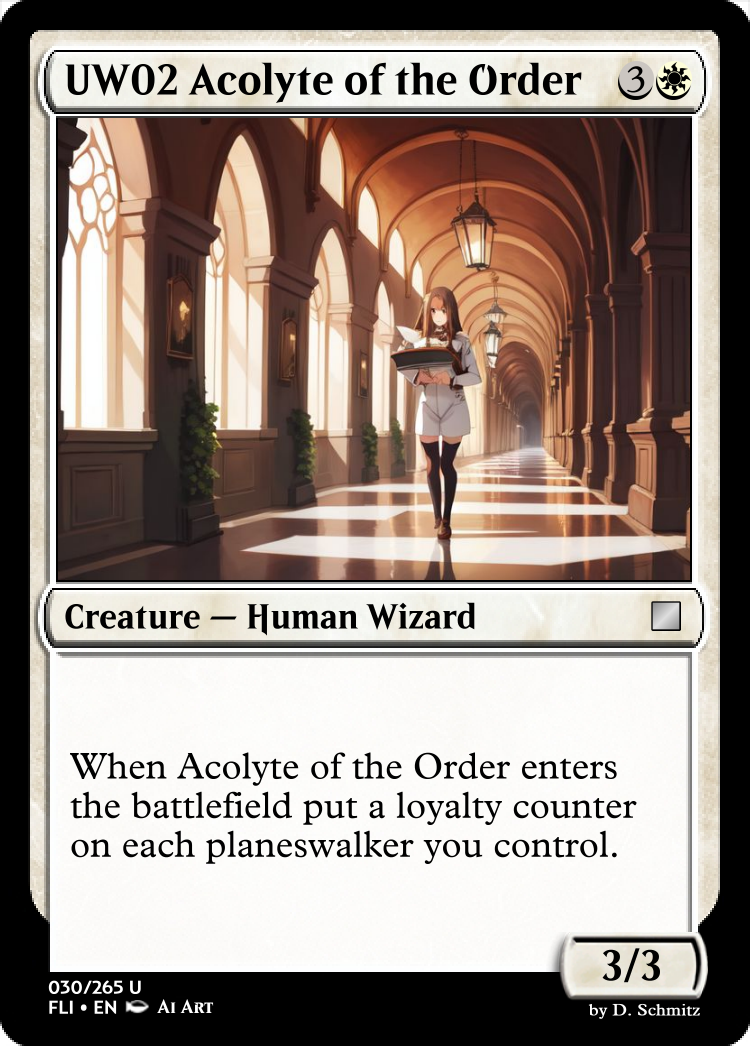 UW02 Acolyte of the Order 3
Creature — Human Wizard
When Acolyte of the Order enters
the battlefield put a loyalty counter
on each planeswalker you control.
3/3
030/265 U
FLI • EN AI ART
by D. Schmitz